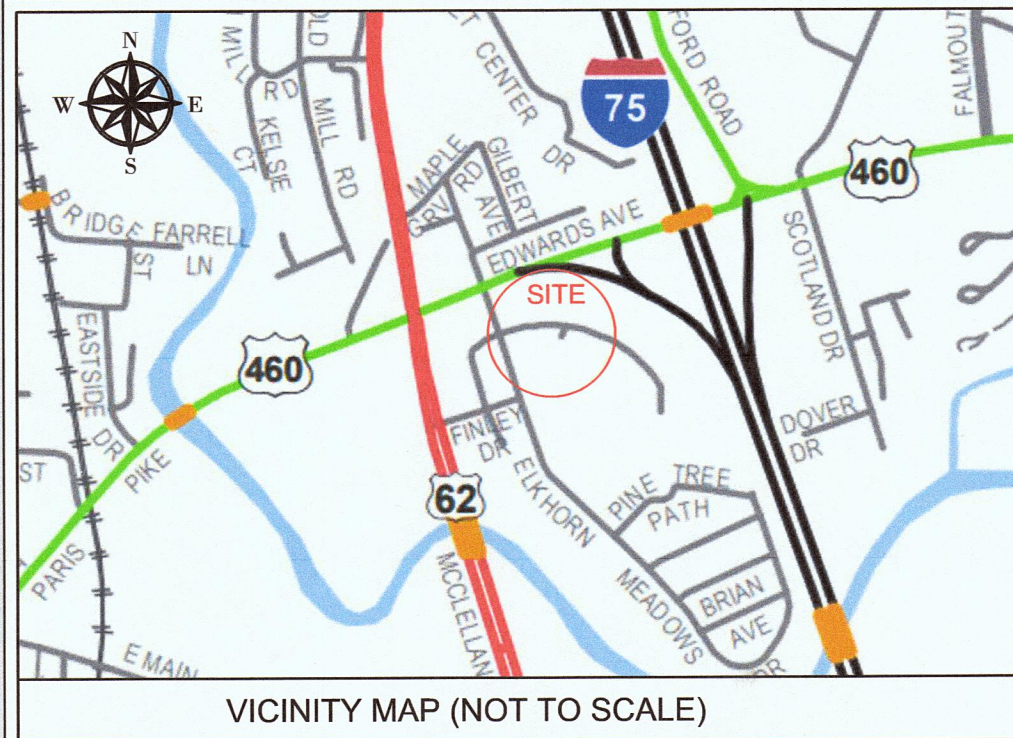 N
W
E
S
MILL
RD
OLD
MILL RD
KELSIE
CT
CENTER
DR
75
FORD ROAD
FALMOUT
460
MAPLE
GRV
RD
GILBERT
AVE
EDWARDS AVE
BRIDGE
ST
FARRELL
LN
SCOTLAND DR
SITE
EASTSIDE
DR
460
DOVER
DR
FINLEY
DR
ST
PIKE
PARIS
62
ELKHORN
MEADOWS
DR
PINE TREE
PATH
MCCLELLAN
BRIAN
AVE
E MAIN
VICINITY MAP (NOT TO SCALE)